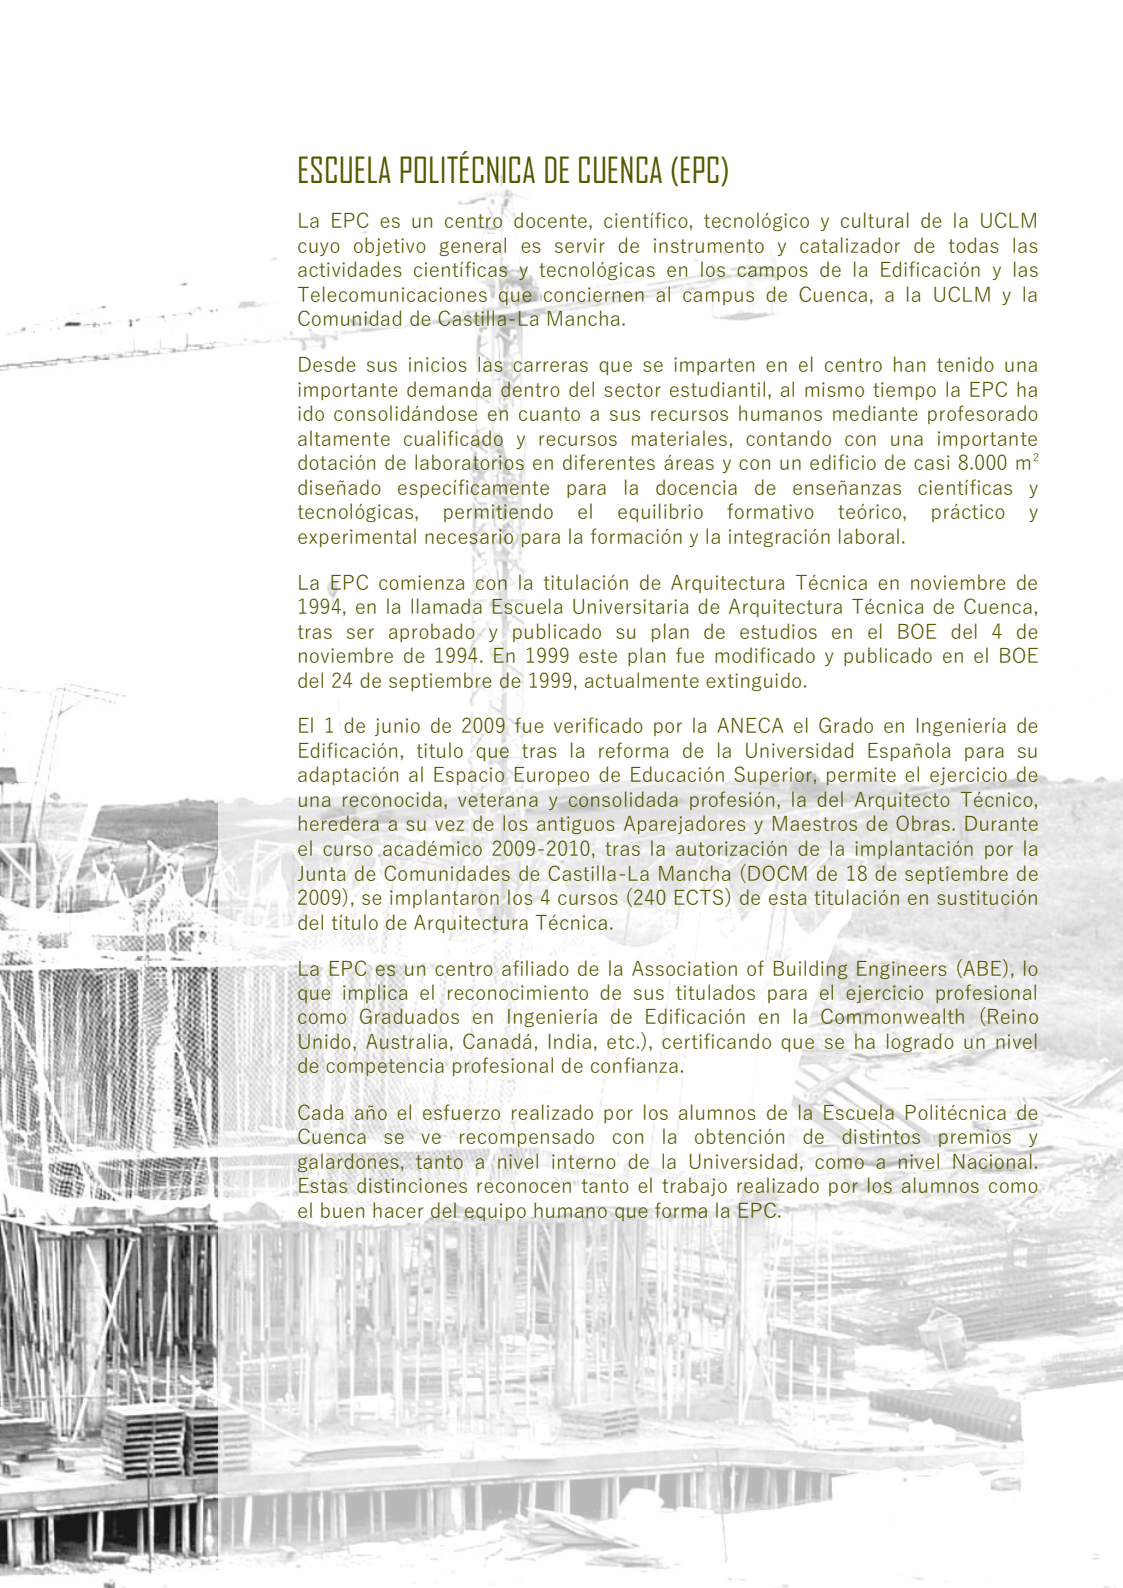 ESCUELA POLITÉCNICA DE CUENCA (EPC)
La EPC es un centro docente, científico, tecnológico y cultural de la UCLM
cuyo objetivo general es servir de instrumento y catalizador de todas las
actividades científicas y tecnológicas en los campos de la Edificación y las
Telecomunicaciones que conciernen al campus de Cuenca, a la UCLM y la
Comunidad de Castilla-La Mancha.
Desde sus inicios las carreras que se imparten en el centro han tenido una
importante demanda dentro del sector estudiantil, al mismo tiempo la EPC ha
ido consolidándose en cuanto a sus recursos humanos mediante profesorado
altamente cualificado y recursos materiales, contando con una importante
dotación de laboratorios en diferentes áreas y con un edificio de casi 8.000 m²
diseñado específicamente para la docencia de enseñanzas científicas y
tecnológicas, permitiendo el equilibrio formativo teórico, práctico y
experimental necesario para la formación y la integración laboral.
La EPC comienza con la titulación de Arquitectura Técnica en noviembre de
1994, en la llamada Escuela Universitaria de Arquitectura Técnica de Cuenca,
tras ser aprobado y publicado su plan de estudios en el BOE del 4 de
noviembre de 1994. En 1999 este plan fue modificado y publicado en el BOE
del 24 de septiembre de 1999, actualmente extinguido.
El 1 de junio de 2009 fue verificado por la ANECA el Grado en Ingeniería de
Edificación, titulo que tras la reforma de la Universidad Española para su
adaptación al Espacio Europeo de Educación Superior, permite el ejercicio de
una reconocida, veterana y consolidada profesión, la del Arquitecto Técnico,
heredera a su vez de los antiguos Aparejadores y Maestros de Obras. Durante
el curso académico 2009-2010, tras la autorización de la implantación por la
Junta de Comunidades de Castilla-La Mancha (DOCM de 18 de septiembre de
2009), se implantaron los 4 cursos (240 ECTS) de esta titulación en sustitución
del título de Arquitectura Técnica.
La EPC es un centro afiliado de la Association of Building Engineers (ABE), lo
que implica el reconocimiento de sus titulados para el ejercicio profesional
como Graduados en Ingeniería de Edificación en la Commonwealth (Reino
Unido, Australia, Canadá, India, etc.), certificando que se ha logrado un nivel
de competencia profesional de confianza.
Cada año el esfuerzo realizado por los alumnos de la Escuela Politécnica de
Cuenca se ve recompensado con la obtención de distintos premios y
galardones, tanto a nivel interno de la Universidad, como a nivel Nacional.
Estas distinciones reconocen tanto el trabajo realizado por los alumnos como
el buen hacer del equipo humano que forma la EPC.